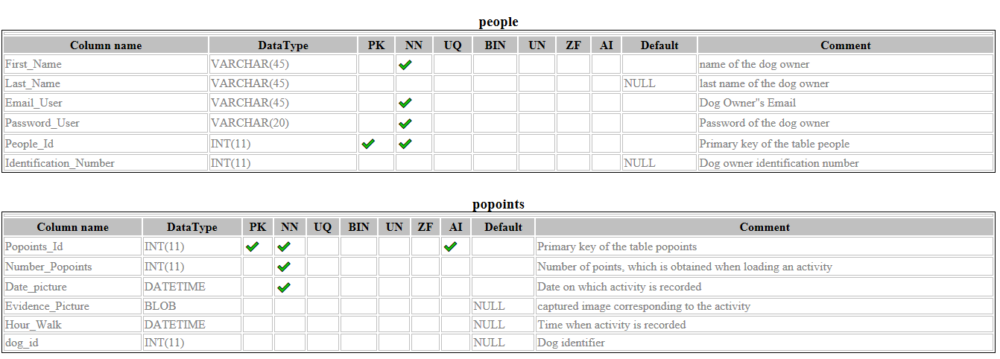 people
Column name DataType PK NN UQ BIN UN ZF AI Default Comment
First_Name VARCHAR(45) name of the dog owner
Last_Name VARCHAR(45) NULL last name of the dog owner
Email_User VARCHAR(45) Dog Owner"s Email
Password_User VARCHAR(20) Password of the dog owner
People_Id INT(11) Primary key of the table people
Identification_Number INT(11) NULL Dog owner identification number
popoints
Column name DataType PK NN UQ BIN UN ZF AI Default Comment
Popoints_Id INT(11) Primary key of the table popoints
Number_Popoints INT(11) Number of points, which is obtained when loading an activity
Date_picture DATETIME Date on which activity is recorded
Evidence_Picture BLOB NULL captured image corresponding to the activity
Hour_Walk DATETIME NULL Time when activity is recorded
dog_id INT(11) NULL Dog identifier